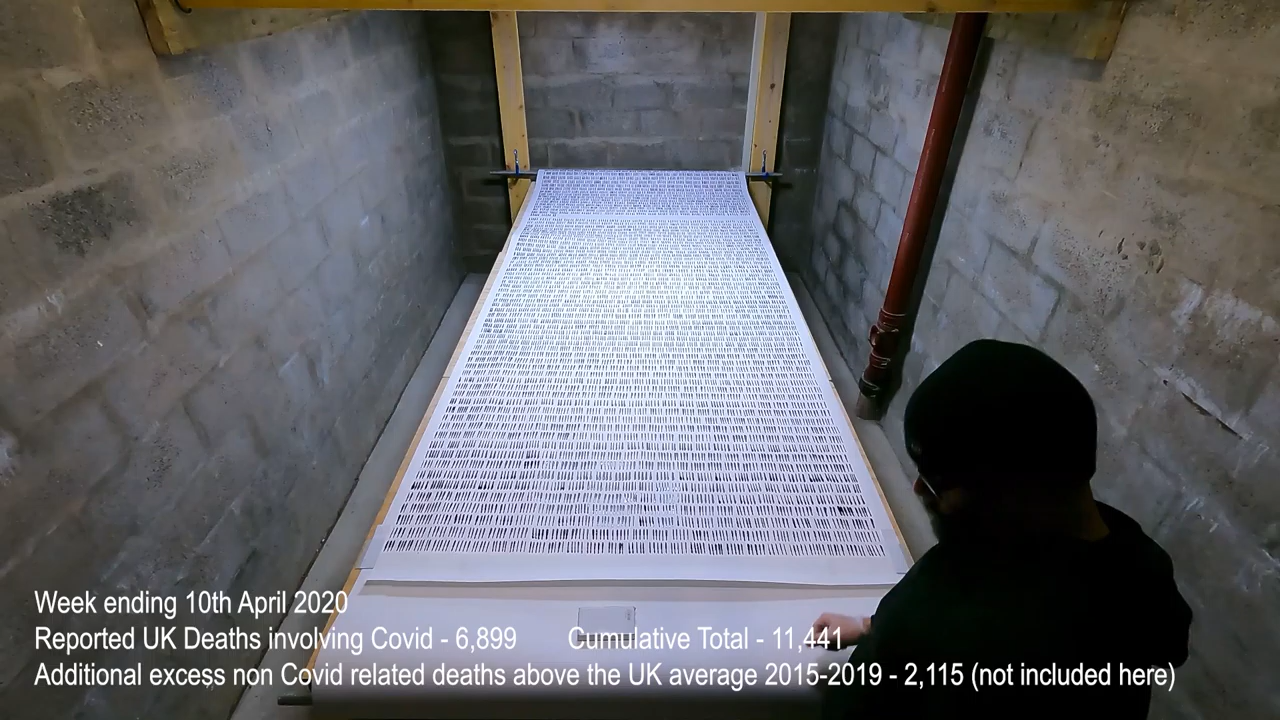 Week ending 10th April 2020
Reported UK Deaths involving Covid - 6,899 Cumulative Total - 11,441
Additional excess non Covid related deaths above the UK average 2015-2019 - 2,115 (not included here)